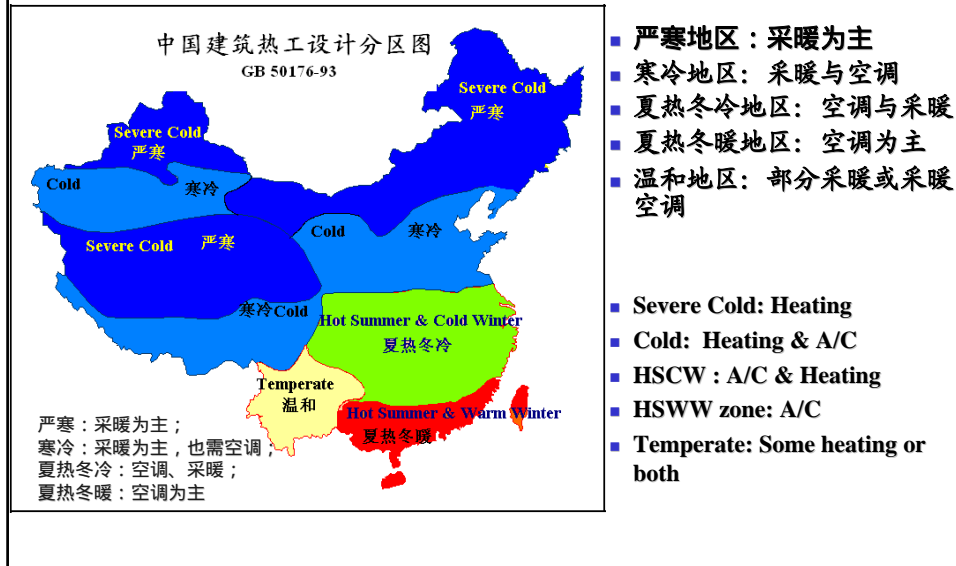 中国建筑热工设计分区图
GB 50176-93
Severe Cold
严寒
Severe Cold
严寒
Cold
寒冷
Severe Cold
严寒
Cold
寒冷
寒冷Cold
Hot Summer & Cold Winter
夏热冬冷
Temperate
温和
Hot Summer & Warm Winter
夏热冬暖
严寒：采暖为主；
寒冷：采暖为主，也需空调；
夏热冬冷：空调、采暖；
夏热冬暖：空调为主
严寒地区：采暖为主
寒冷地区：采暖与空调
夏热冬冷地区：空调与采暖
夏热冬暖地区：空调为主
温和地区：部分采暖或采暖
空调
Severe Cold: Heating
Cold: Heating & A/C
HSCW : A/C & Heating
HSWW zone: A/C
Temperate: Some heating or
both